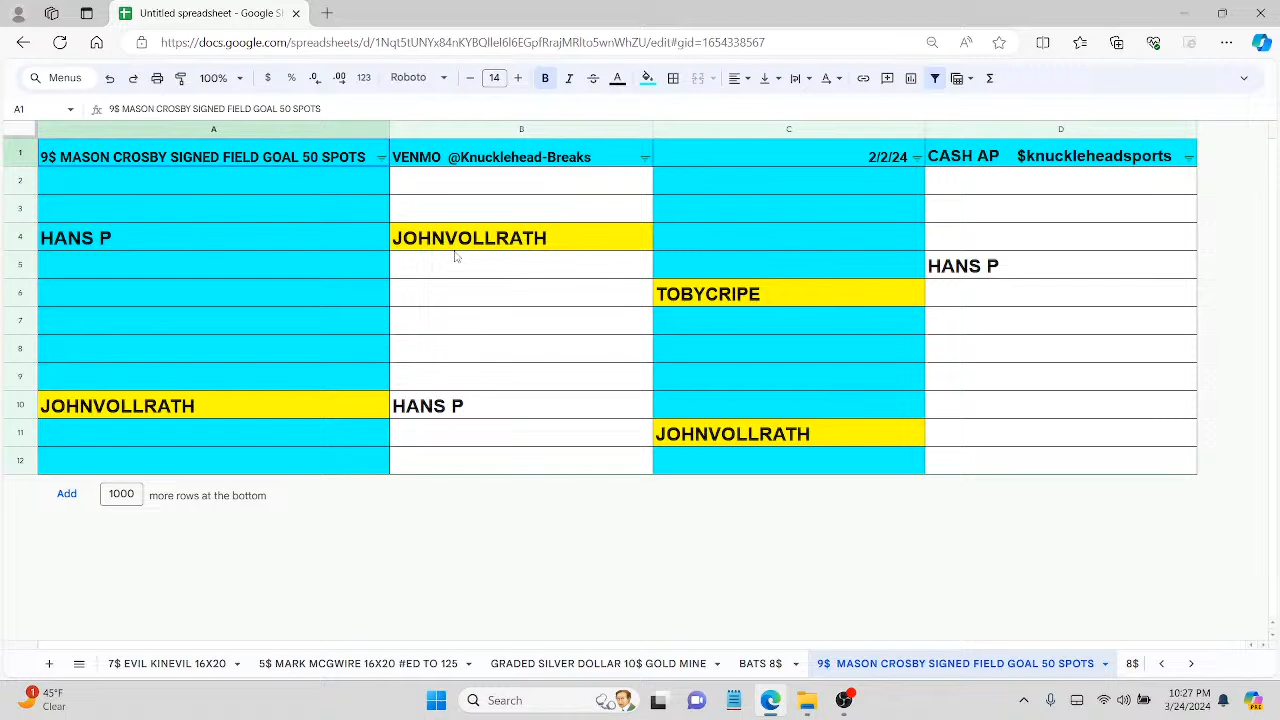 Untitled spreadsheet - Google S
https://docs.google.com/spreadsheets/d/1Nqt5tUNYx84nKYBQJleI6l6EGpfRrajMRIto5wnWhZU/edit#gid=1654338567
Menus 100% $ % .0 .00 123 Roboto 14 B I A
A1 fx 9$ MASON CROSBY SIGNED FIELD GOAL 50 SPOTS
A B C D
1 9$ MASON CROSBY SIGNED FIELD GOAL 50 SPOTS VENMO @Knucklehead-Breaks 2/2/24 CASH AP $knuckleheadsports
2
3
4 HANS P JOHNVOLLRATH
5 HANS P
6 TOBYCRIPE
7
8
9
10 JOHNVOLLRATH HANS P
11 JOHNVOLLRATH
12
Add 1000 more rows at the bottom
7$ EVIL KINEVIL 16X20 5$ MARK MCGWIRE 16X20 #ED TO 125 GRADED SILVER DOLLAR 10$ GOLD MINE BATS 8$ 9$ MASON CROSBY SIGNED FIELD GOAL 50 SPOTS 8$
1 45°F Search 10:27 PM
Clear 3/24/2024